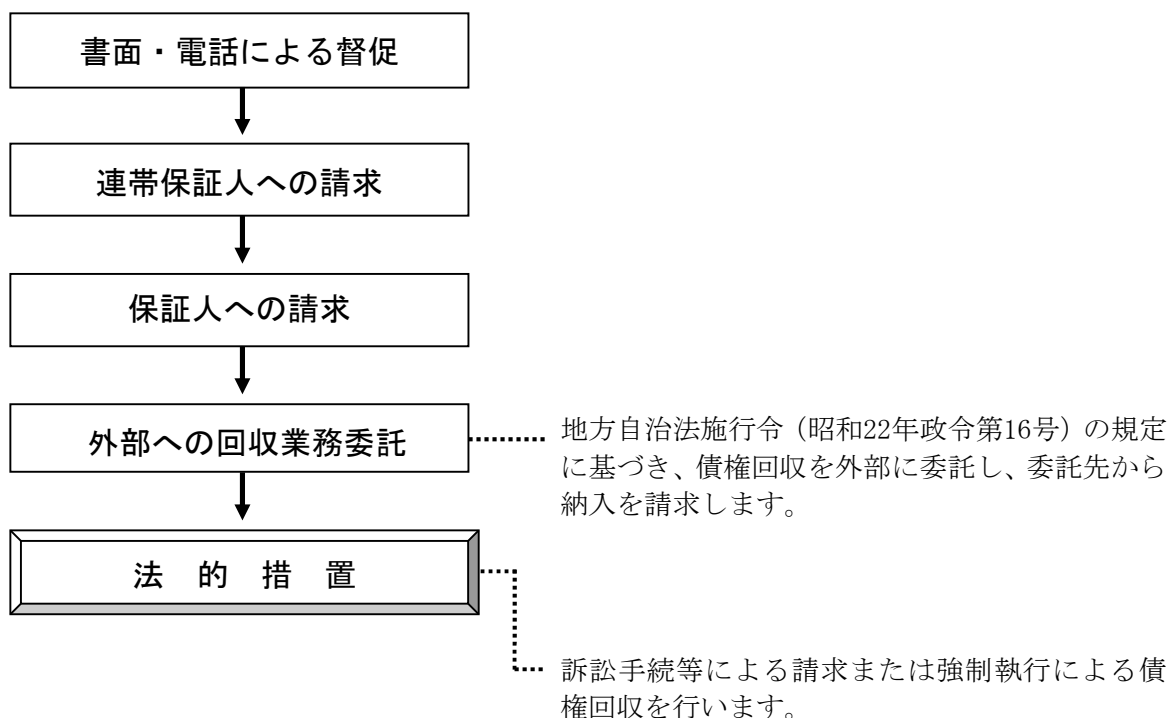 書面・電話による督促
連帯保証人への請求
保証人への請求
外部への回収業務委託
地方自治法施行令（昭和22年政令第16号）の規定
に基づき、債権回収を外部に委託し、委託先から
納入を請求します。
法　的　措　置
訴訟手続等による請求または強制執行による債
権回収を行います。